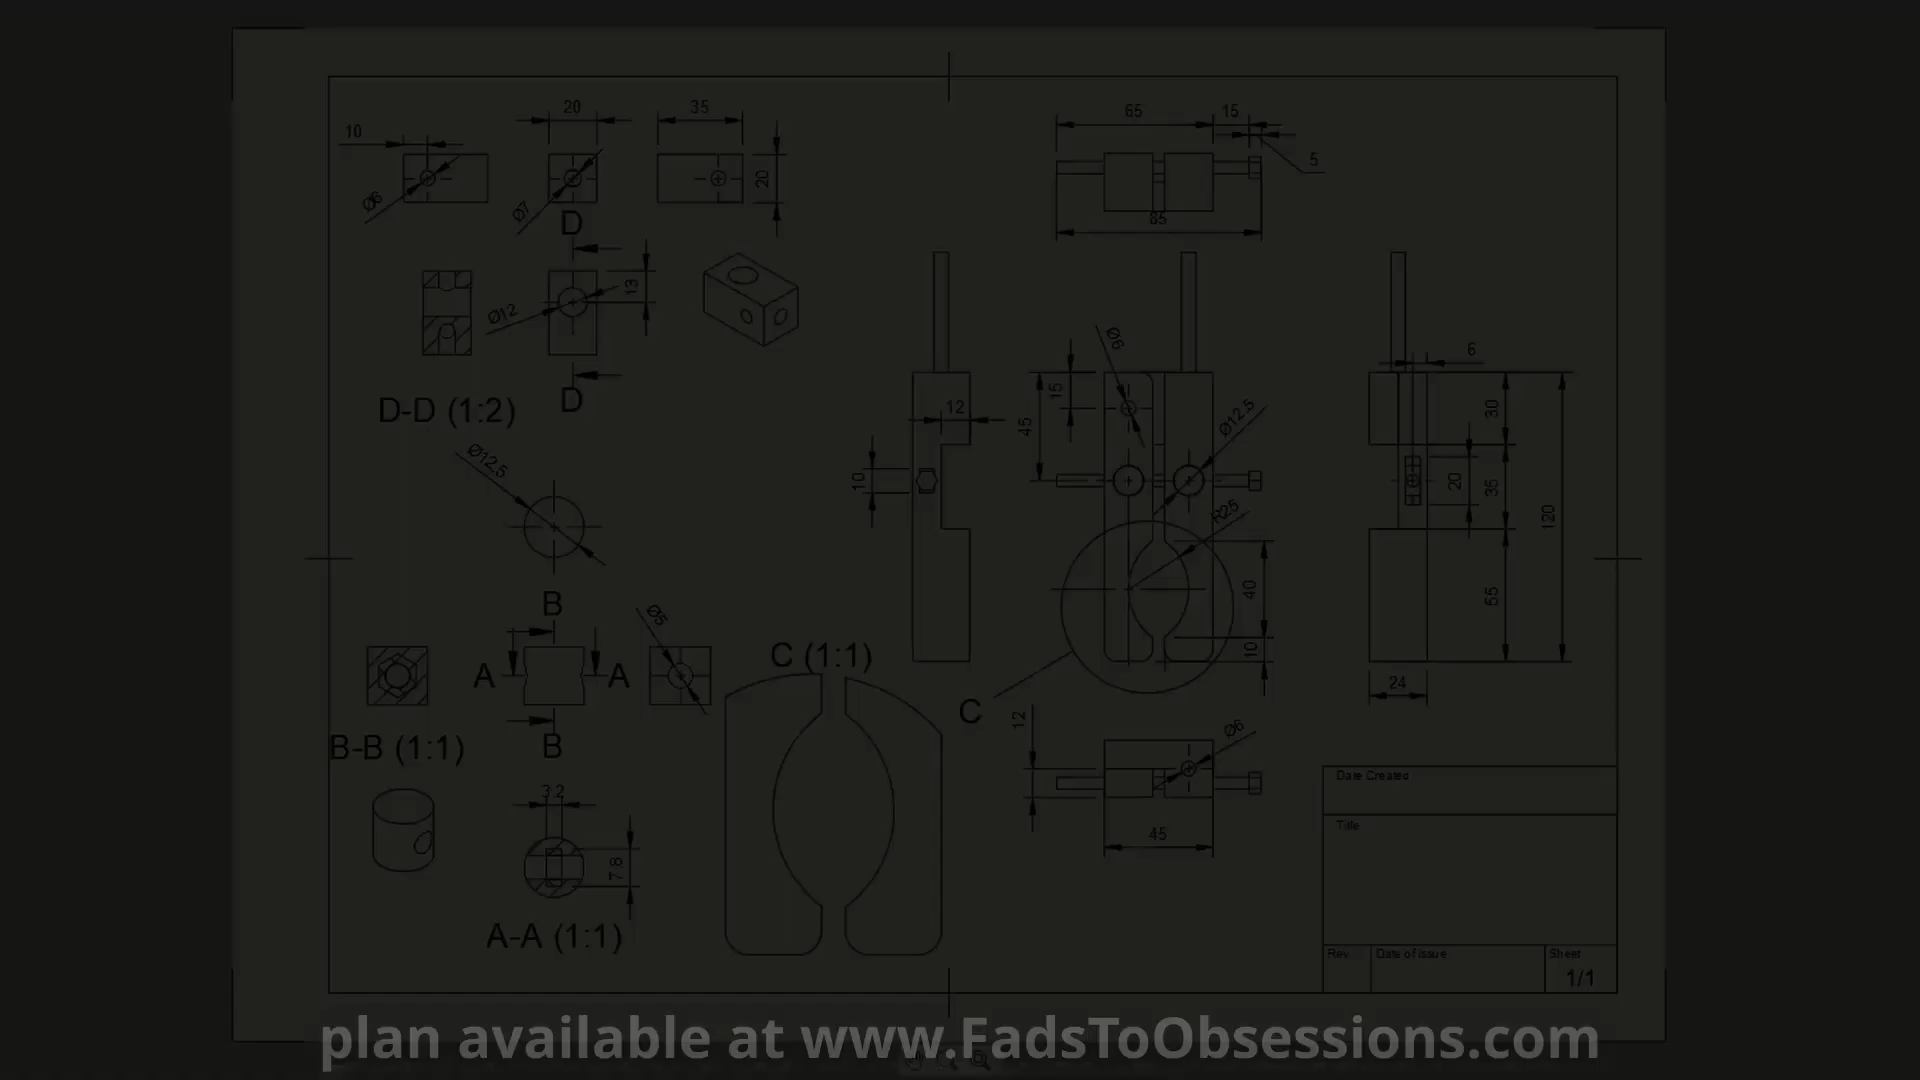 20
35
65
15
10
5
20
Ø6
Ø7
D
85
13
Ø12
Ø6
6
15
D-D (1:2)
D
12
45
Ø12.5
30
Ø12.5
10
20
35
120
R25
B
Ø5
40
55
A
A
C (1:1)
10
24
C
12
Ø6
B-B (1:1)
B
Date Created
3.2
Title
45
7.8
A-A (1:1)
Rev
Date of issue
Sheet
1/1
plan available at www.FadsToObsessions.com